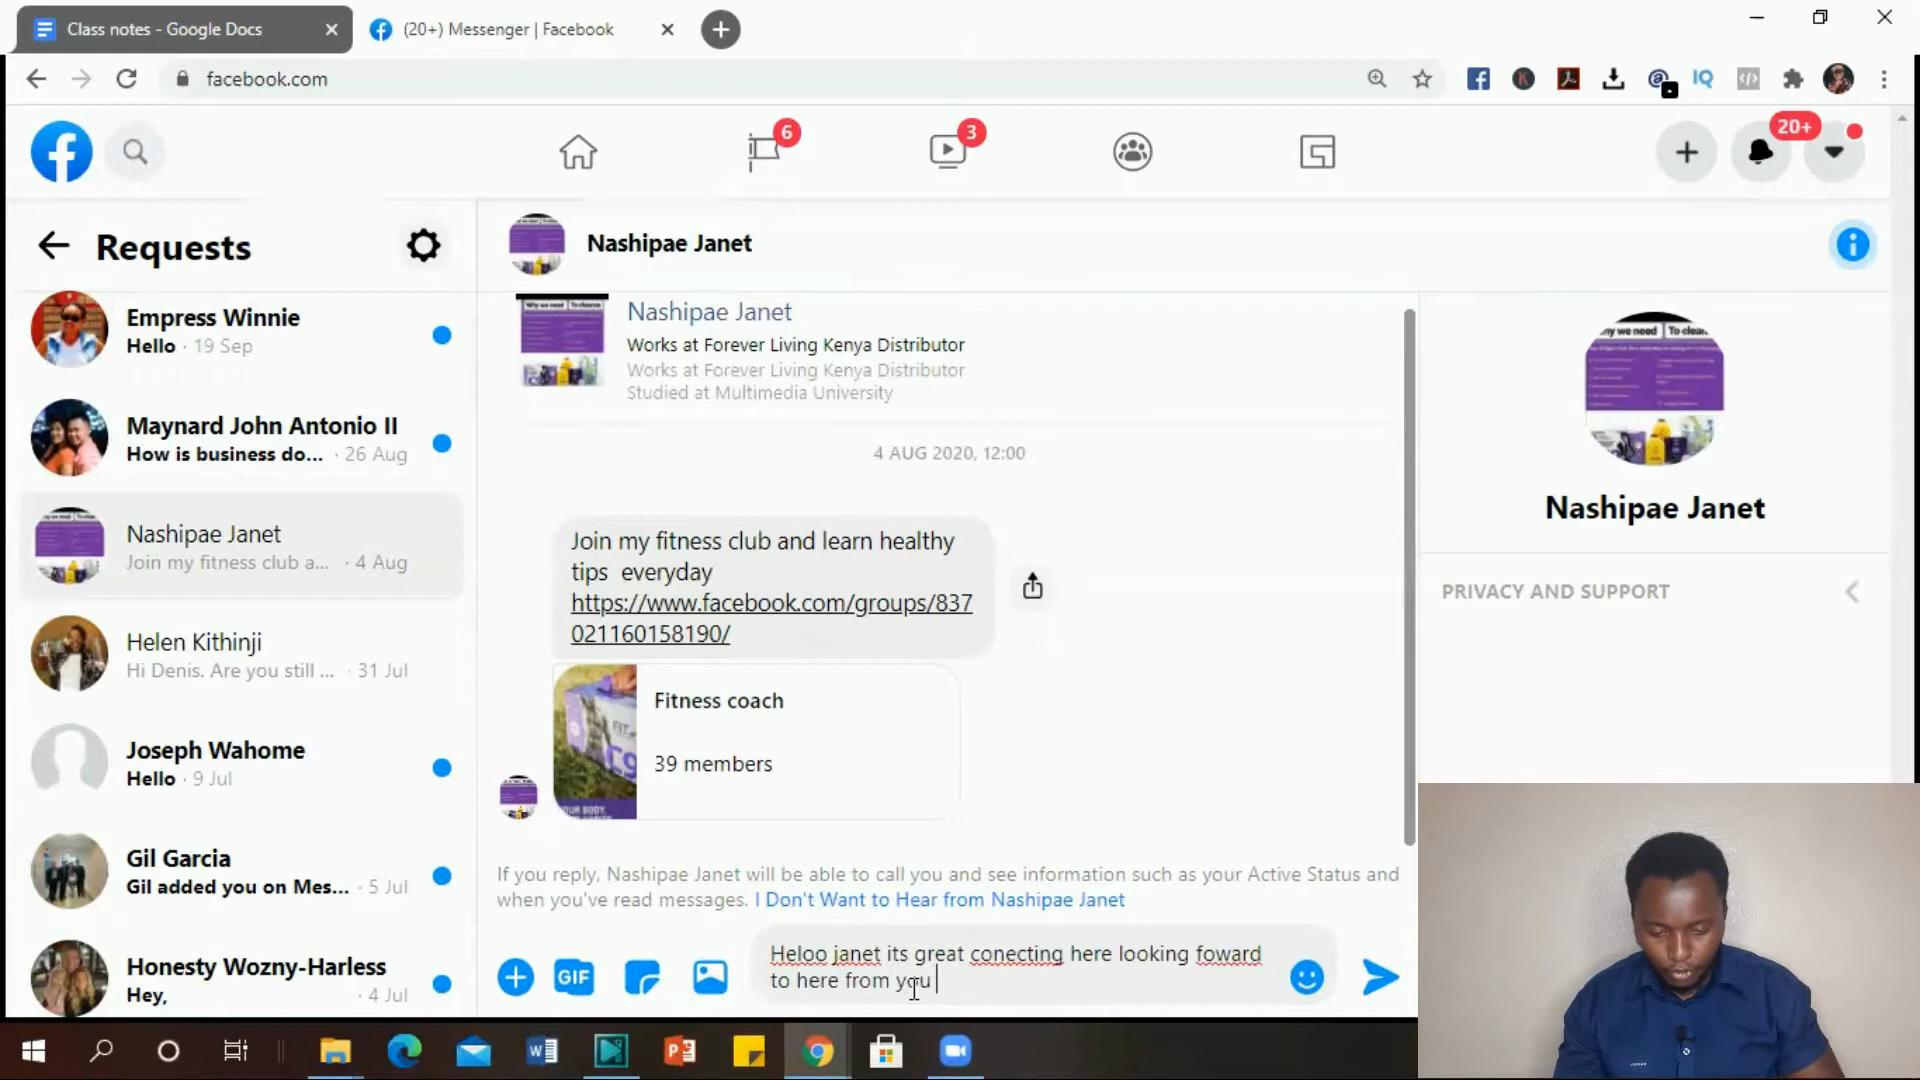 Class notes - Google Docs
(20+) Messenger | Facebook
facebook.com
IQ
6
3
20+
Requests
Nashipae Janet
Empress Winnie
Hello · 19 Sep
Maynard John Antonio II
How is business do... · 26 Aug
Nashipae Janet
Join my fitness club a... · 4 Aug
Helen Kithinji
Hi Denis. Are you still ... · 31 Jul
Joseph Wahome
Hello · 9 Jul
Gil Garcia
Gil added you on Mes... · 5 Jul
Honesty Wozny-Harless
Hey, · 4 Jul
Nashipae Janet
Works at Forever Living Kenya Distributor
Works at Forever Living Kenya Distributor
Studied at Multimedia University
4 AUG 2020, 12:00
Join my fitness club and learn healthy
tips everyday
https://www.facebook.com/groups/837
021160158190/
Fitness coach
39 members
If you reply, Nashipae Janet will be able to call you and see information such as your Active Status and
when you've read messages. I Don't Want to Hear from Nashipae Janet
GIF
Heloo janet its great conecting here looking foward
to here from you
Nashipae Janet
PRIVACY AND SUPPORT